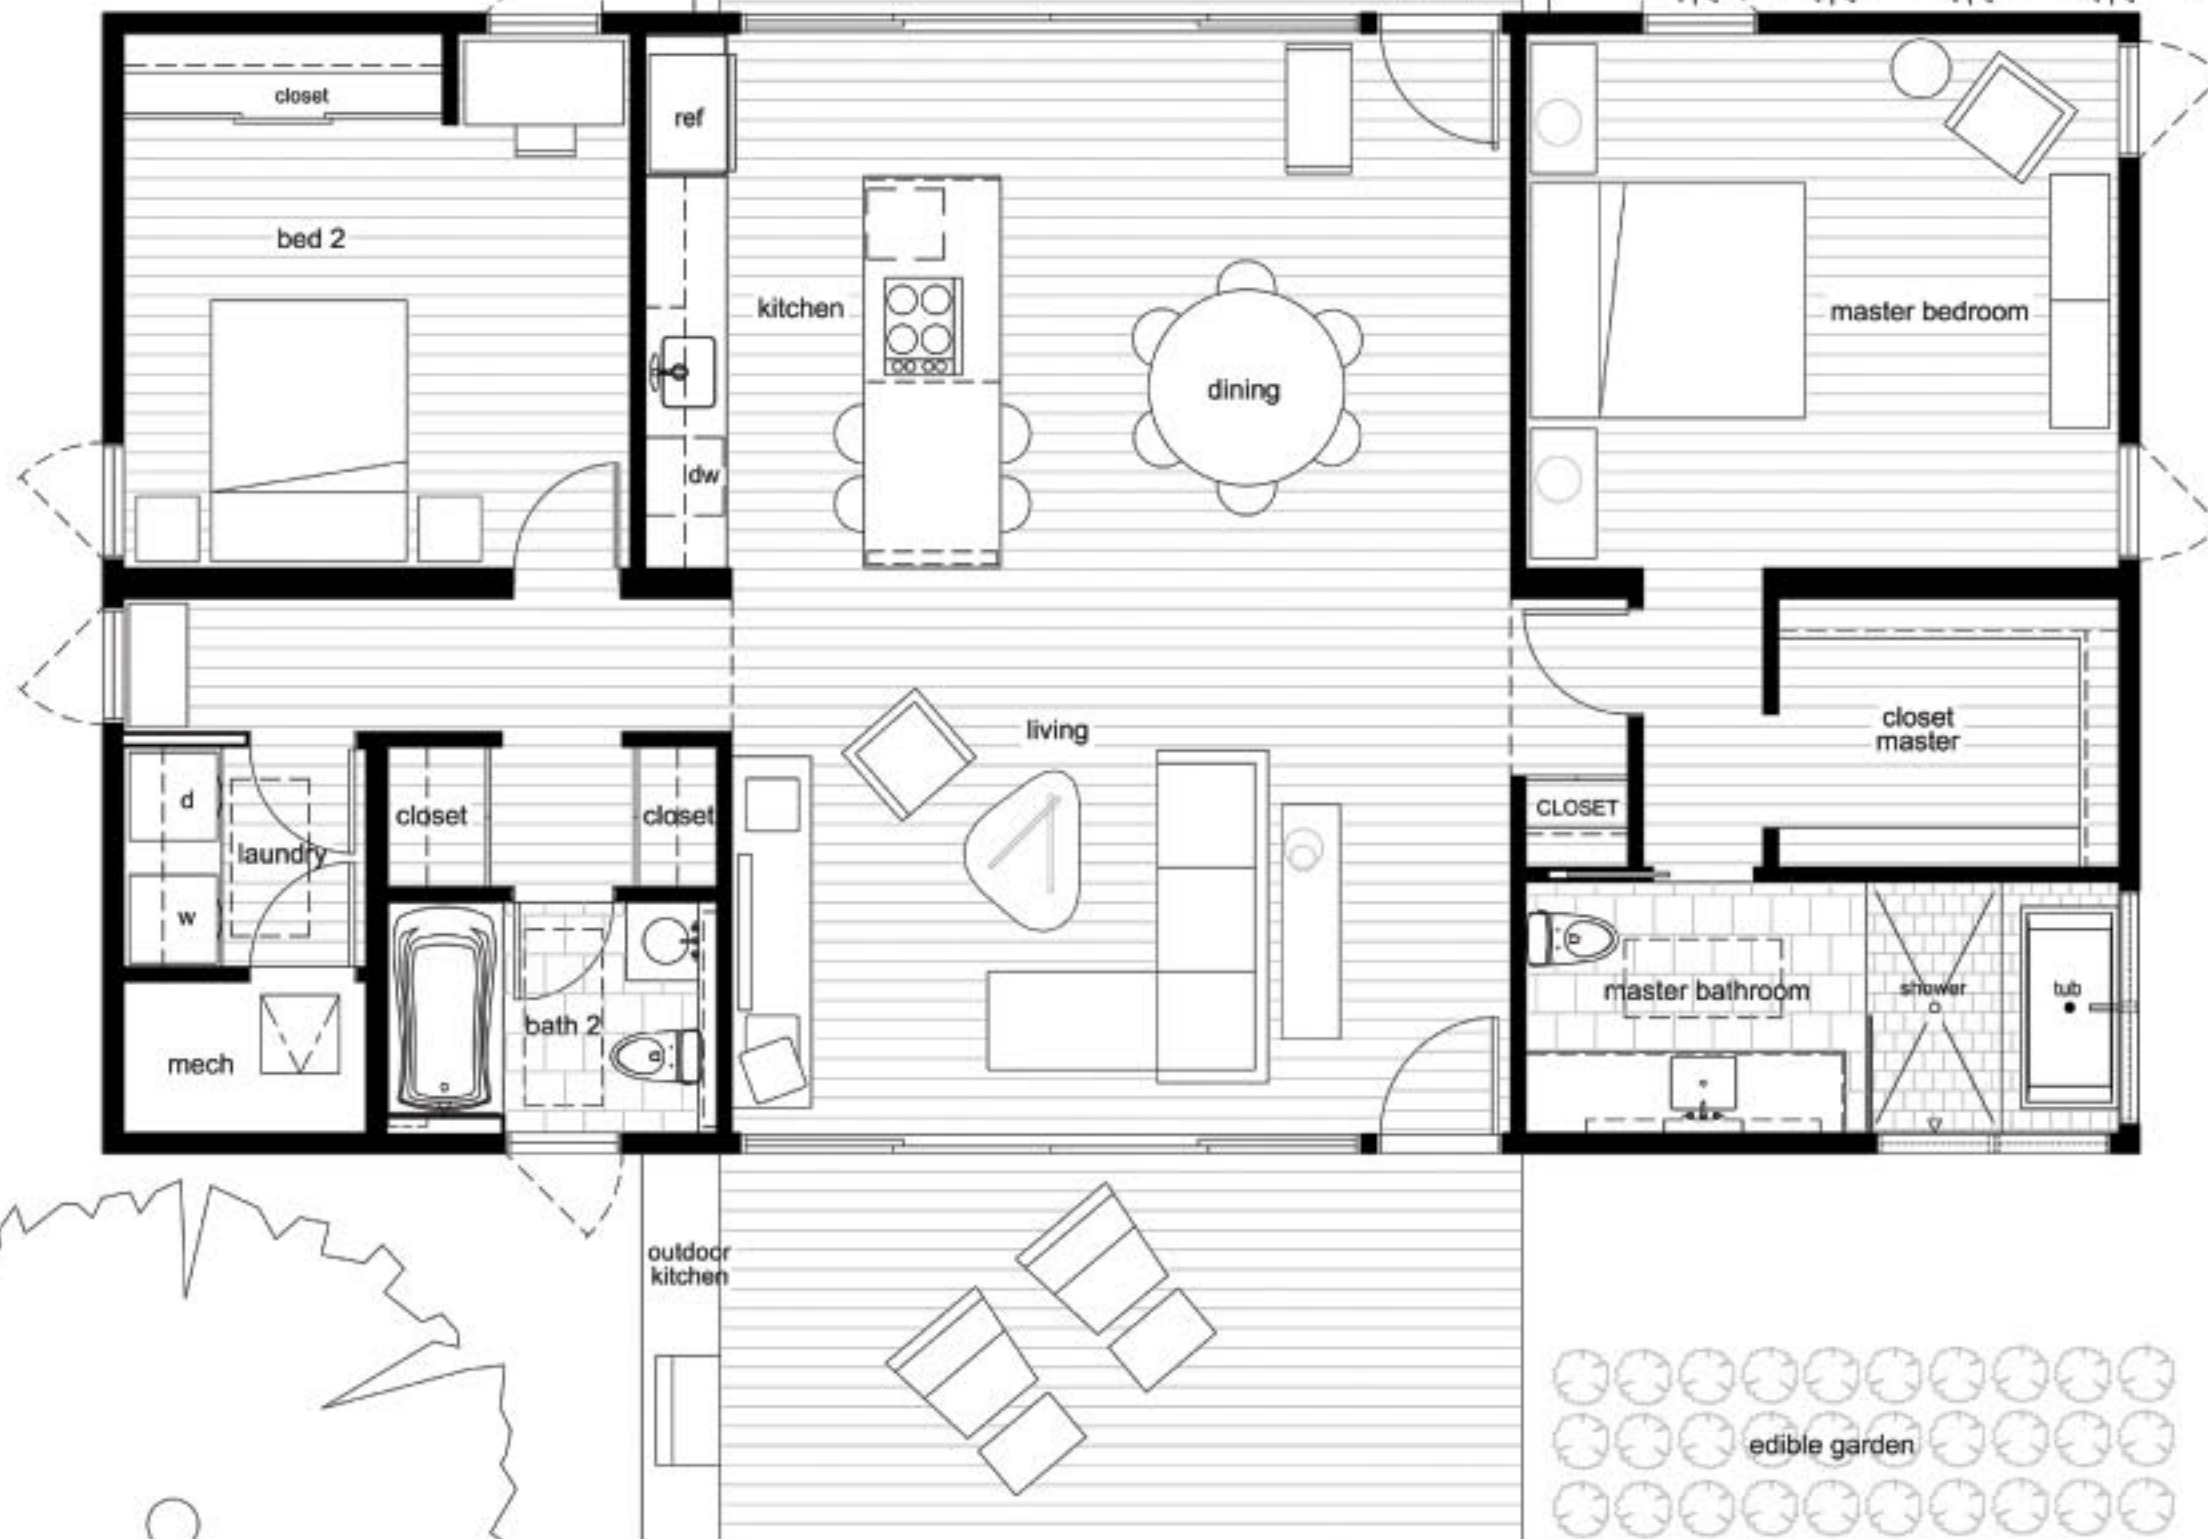 closet
ref
bed 2
kitchen
master bedroom
dining
dw
closet
master
living
d
closet
closet
CLOSET
laundry
w
master bathroom
shower
tub
bath 2
mech
outdoor
kitchen
edible garden